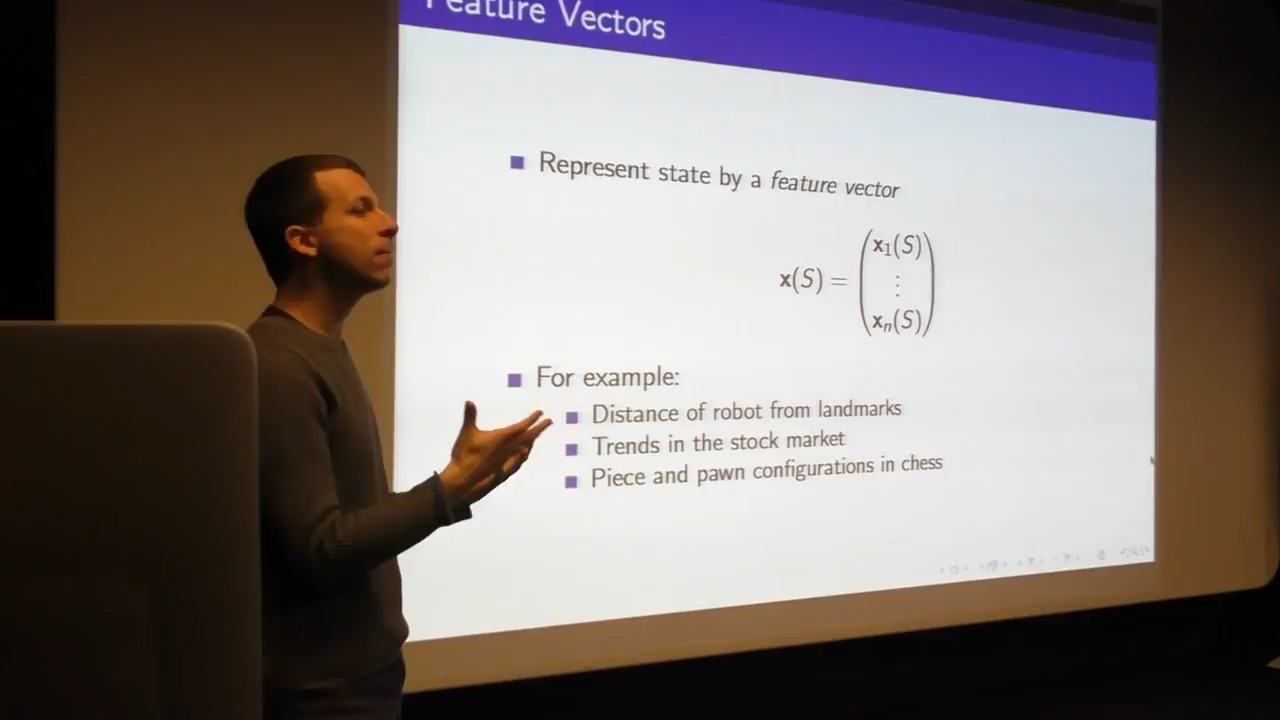 Feature Vectors
Represent state by a feature vector
x₁(S)
x(S) = ⋮
xₙ(S)
For example:
Distance of robot from landmarks
Trends in the stock market
Piece and pawn configurations in chess